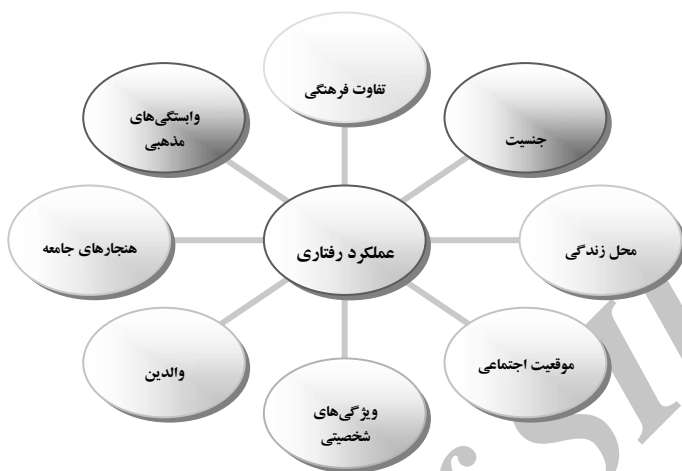 تفاوت فرهنگی
جنسیت
محل زندگی
موقعیت اجتماعی
ویژگی‌های
شخصیتی
والدین
هنجارهای جامعه
وابستگی‌های
مذهبی
عملکرد رفتاری